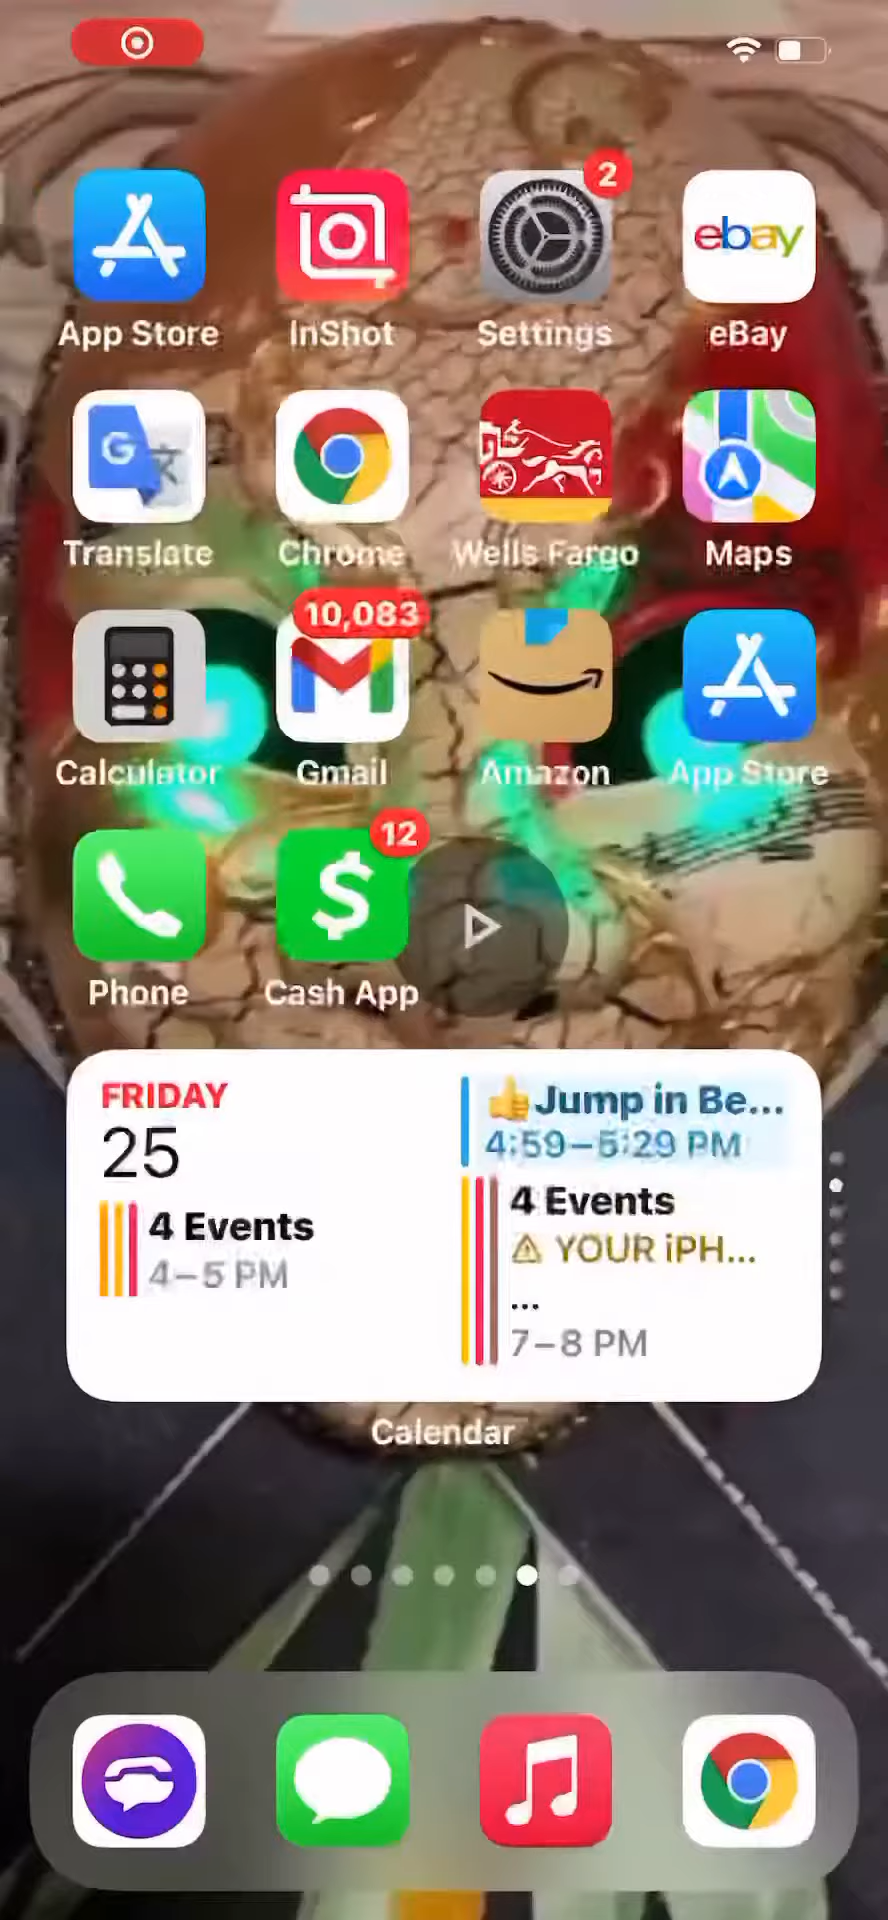 2
ebay
App Store
InShot
Settings
eBay
G
Translate
Chrome
Wells Fargo
Maps
10,083
Calculator
Gmail
Amazon
App Store
12
$
Phone
Cash App
FRIDAY
25
4 Events
4–5 PM
👍Jump in Be...
4:59–5:29 PM
4 Events
⚠ YOUR iPH...
...
7–8 PM
Calendar